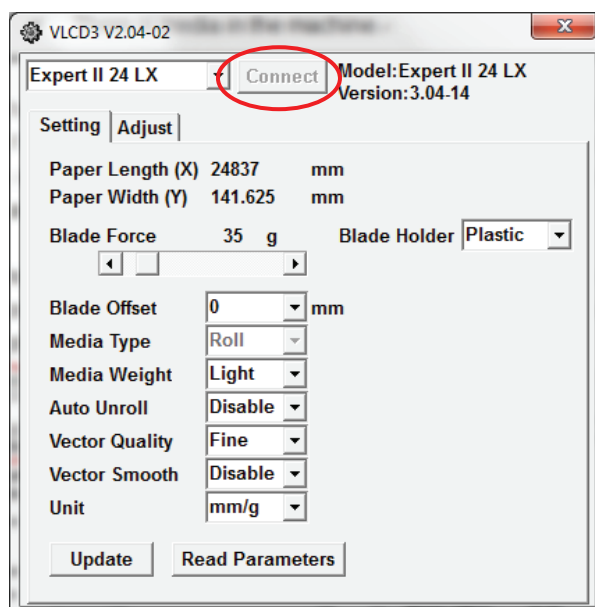 VLCD3 V2.04-02
Expert II 24 LX Connect Model:Expert II 24 LX
Version:3.04-14
Setting Adjust
Paper Length (X) 24837 mm
Paper Width (Y) 141.625 mm
Blade Force 35 g Blade Holder Plastic
Blade Offset 0 mm
Media Type Roll
Media Weight Light
Auto Unroll Disable
Vector Quality Fine
Vector Smooth Disable
Unit mm/g
Update Read Parameters